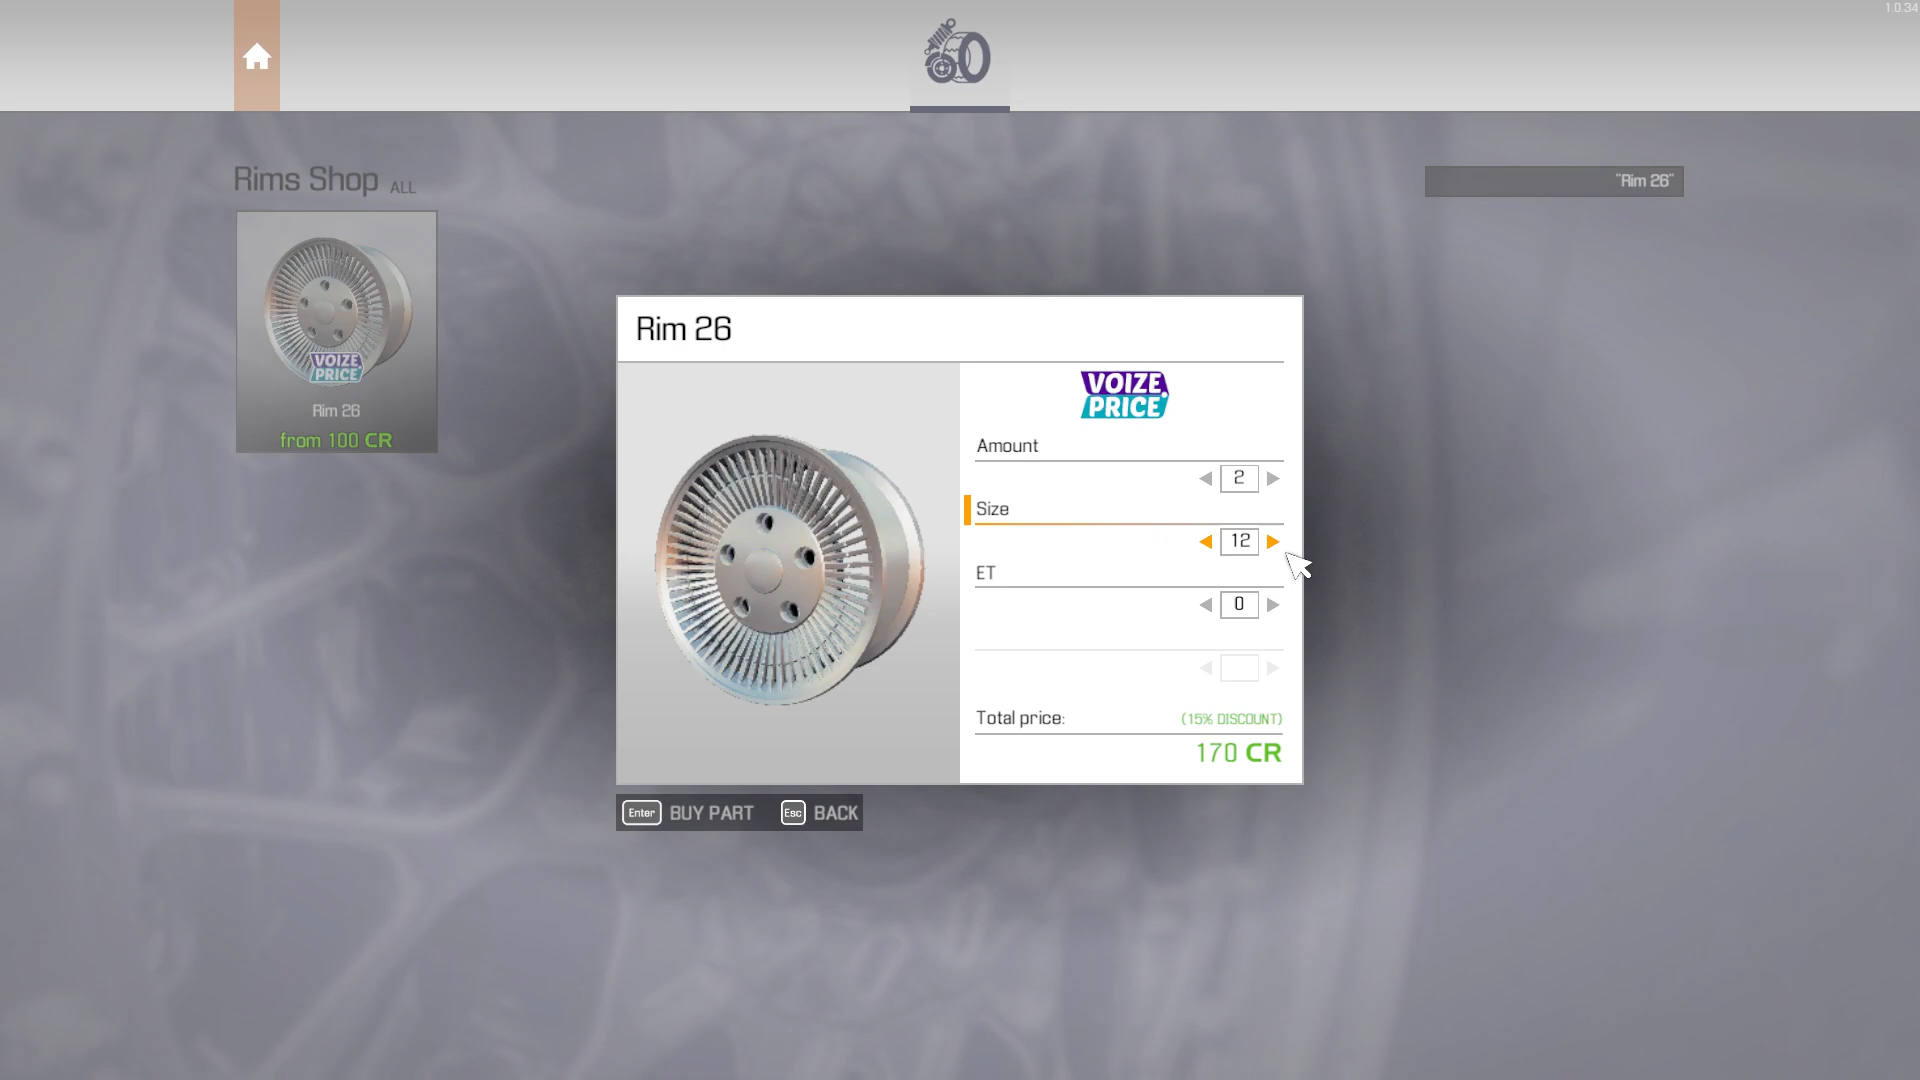 1.0.34
Rims Shop ALL
"Rim 26"
VOIZE
PRICE
Rim 26
from 100 CR
Rim 26
VOIZE
PRICE
Amount
2
Size
12
ET
0
Total price: (15% DISCOUNT)
170 CR
Enter BUY PART Esc BACK